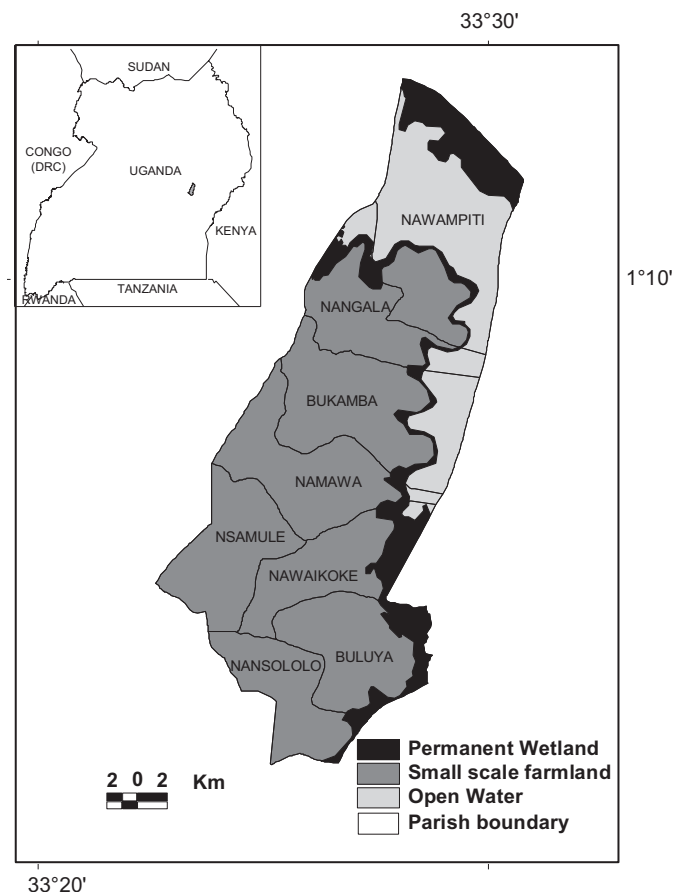 33°30'
SUDAN
CONGO
(DRC)
UGANDA
KENYA
TANZANIA
RWANDA
1°10'
NAWAMPITI
NANGALA
BUKAMBA
NAMAWA
NSAMULE
NAWAIKOKE
BULUYA
NANSOLOLO
Permanent Wetland
Small scale farmland
Open Water
Parish boundary
2 0 2 Km
33°20'